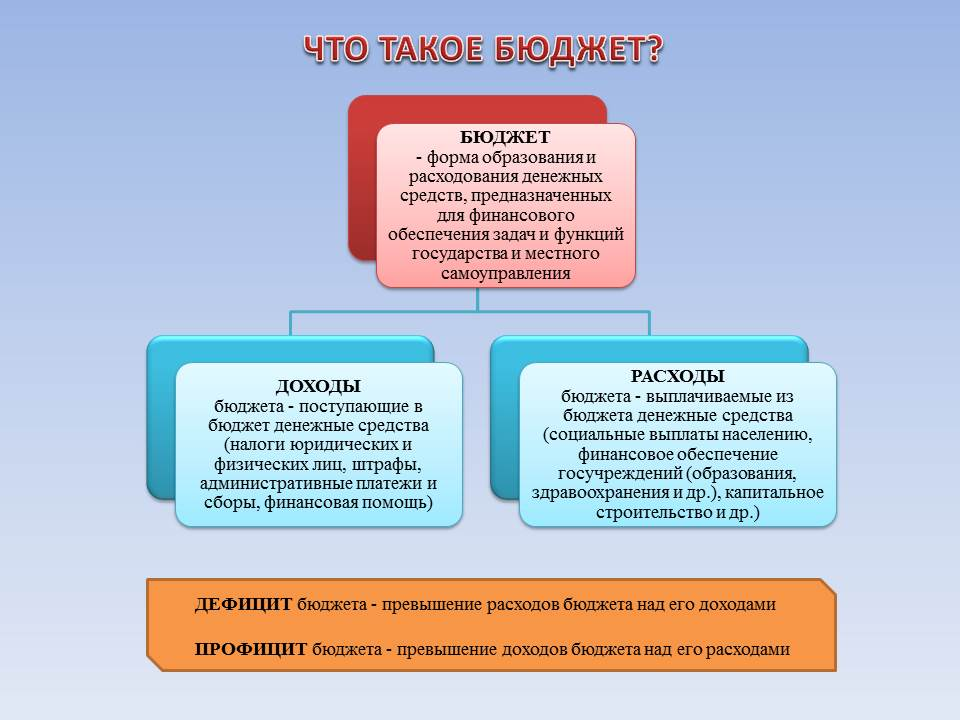 ЧТО ТАКОЕ БЮДЖЕТ?
БЮДЖЕТ
- форма образования и
расходования денежных
средств, предназначенных
для финансового
обеспечения задач и функций
государства и местного
самоуправления
ДОХОДЫ
бюджета - поступающие в
бюджет денежные средства
(налоги юридических и
физических лиц, штрафы,
административные платежи и
сборы, финансовая помощь)
РАСХОДЫ
бюджета - выплачиваемые из
бюджета денежные средства
(социальные выплаты населению,
финансовое обеспечение
госучреждений (образования,
здравоохранения и др.), капитальное
строительство и др.)
ДЕФИЦИТ бюджета - превышение расходов бюджета над его доходами
ПРОФИЦИТ бюджета - превышение доходов бюджета над его расходами